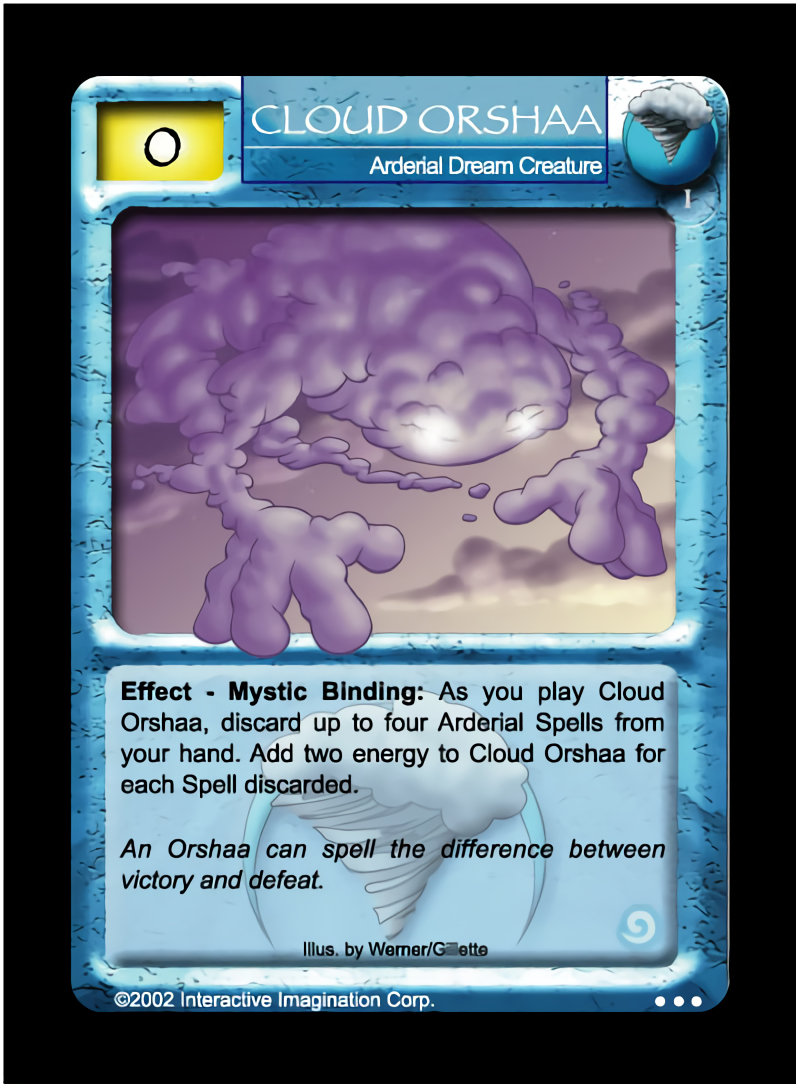 0
CLOUD ORSHAA
Arderial Dream Creature
I
Effect - Mystic Binding: As you play Cloud
Orshaa, discard up to four Arderial Spells from
your hand. Add two energy to Cloud Orshaa for
each Spell discarded.
An Orshaa can spell the difference between
victory and defeat.
Illus. by
©2002 Interactive Imagination Corp.